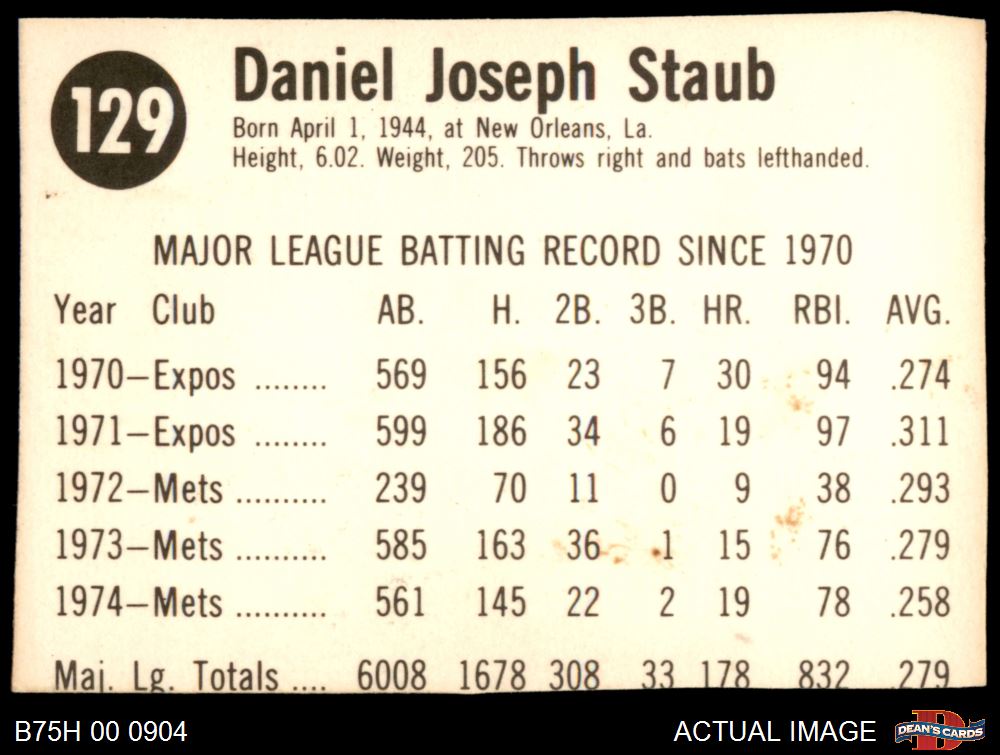 129
Daniel Joseph Staub
Born April 1, 1944, at New Orleans, La.
Height, 6.02. Weight, 205. Throws right and bats lefthanded.
MAJOR LEAGUE BATTING RECORD SINCE 1970
Year Club AB. H. 2B. 3B. HR. RBI. AVG.
1970—Expos ........ 569 156 23 7 30 94 .274
1971—Expos ........ 599 186 34 6 19 97 .311
1972—Mets .......... 239 70 11 0 9 38 .293
1973—Mets .......... 585 163 36 1 15 76 .279
1974—Mets .......... 561 145 22 2 19 78 .258
Maj. Lg. Totals .... 6008 1678 308 33 178 832 .279
B75H 00 0904
ACTUAL IMAGE
D
DEAN'S CARDS